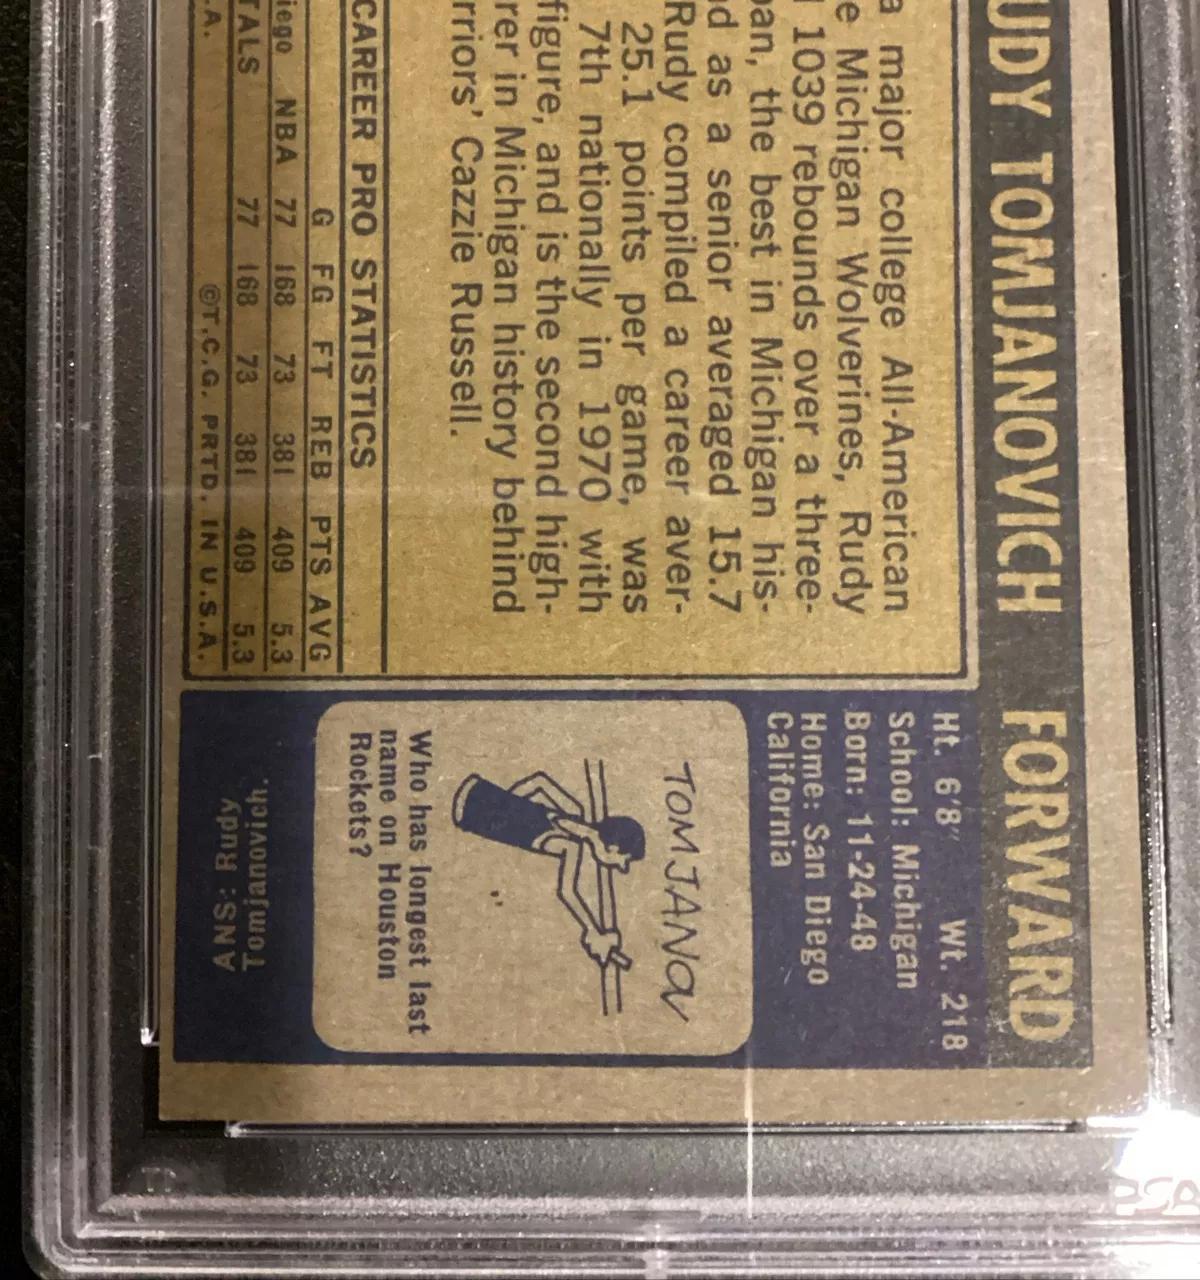 UDY TOMJANOVICH FORWARD
a major college All-American
e Michigan Wolverines, Rudy
1039 rebounds over a three-
pan, the best in Michigan his-
d as a senior averaged 15.7
Rudy compiled a career aver-
25.1 points per game, was
7th nationally in 1970 with
figure, and is the second high-
rer in Michigan history behind
rriors' Cazzie Russell.
CAREER PRO STATISTICS
G FG FT REB PTS AVG
iego NBA 77 168 73 381 409 5.3
TALS 77 168 73 381 409 5.3
.A. ©T.C.G. PRTD. IN U.S.A.
Ht. 6'8" Wt. 218
School: Michigan
Born: 11-24-48
Home: San Diego
California
TOMJANOV
Who has longest last
name on Houston
Rockets?
ANS: Rudy
Tomjanovich.
PSA